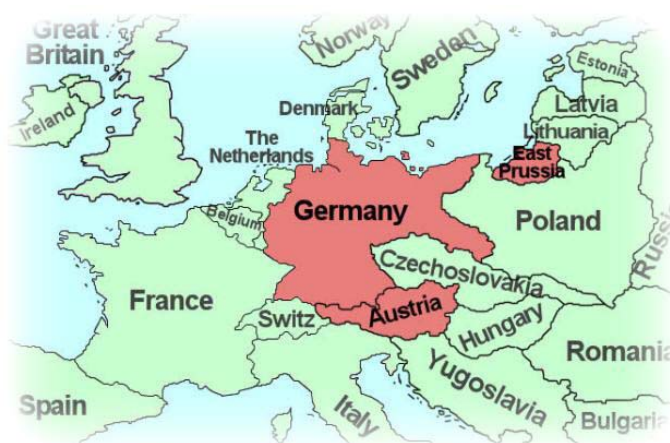 Great
Britain
Norway
Sweden
Estonia
Ireland
Denmark
Latvia
Lithuania
The
Netherlands
East
Prussia
Belgium
Germany
Poland
Russ
Czechoslovakia
France
Switz
Austria
Hungary
Romania
Yugoslavia
Spain
Italy
Bulgaria